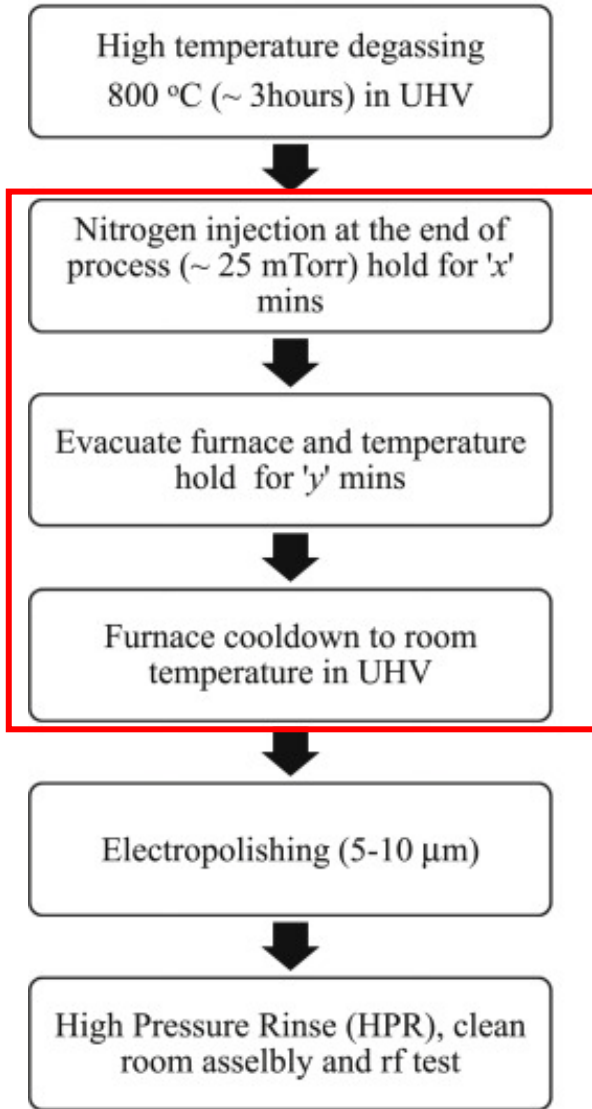 High temperature degassing
800 ºC (~ 3hours) in UHV
Nitrogen injection at the end of
process (~ 25 mTorr) hold for 'x'
mins
Evacuate furnace and temperature
hold for 'y' mins
Furnace cooldown to room
temperature in UHV
Electropolishing (5-10 μm)
High Pressure Rinse (HPR), clean
room asselbly and rf test